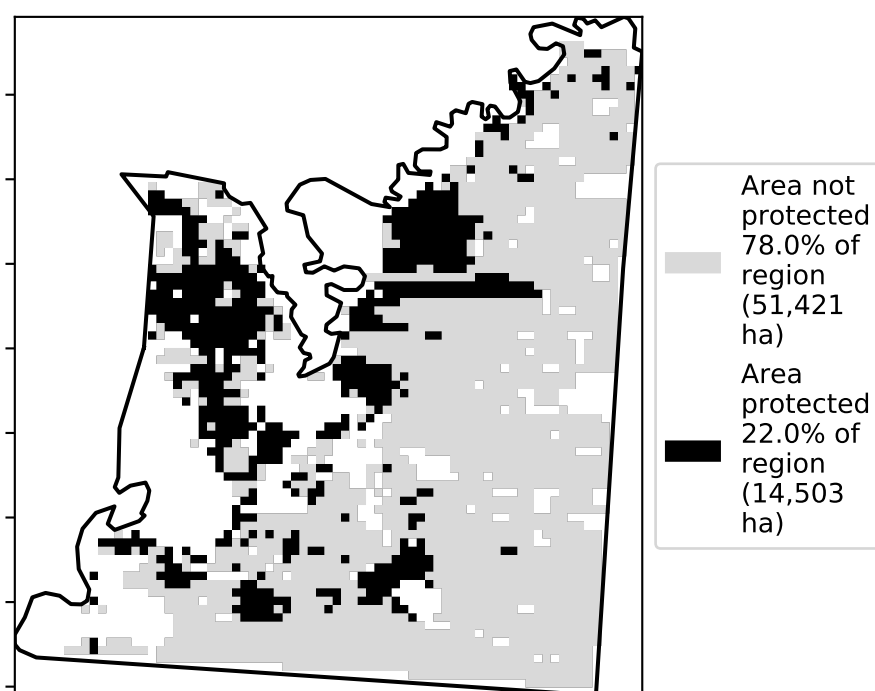 Area not
protected
78.0% of
region
(51,421
ha)
Area
protected
22.0% of
region
(14,503
ha)